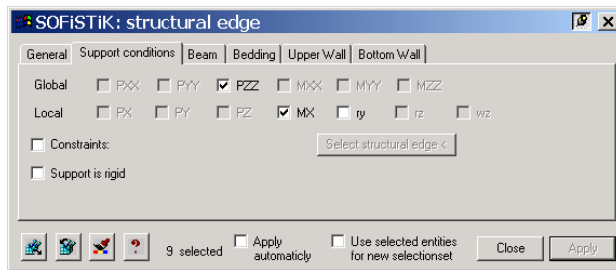 SOFiSTiK: structural edge
General Support conditions Beam Bedding Upper Wall Bottom Wall
Global PXX PYY PZZ MXX MYY MZZ
Local PX PY PZ MX ry rz wz
Constraints: Select structural edge <
Support is rigid
9 selected Apply automaticly Use selected entities for new selectionset Close Apply